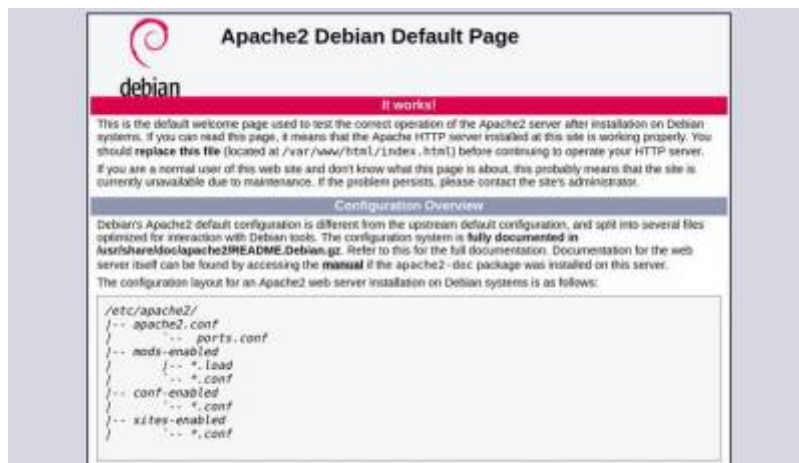 Apache2 Debian Default Page
debian
It works!
This is the default welcome page used to test the correct operation of the Apache2 server after installation on Debian
systems. If you can read this page, it means that the Apache HTTP server installed at this site is working properly. You
should replace this file (located at /var/www/html/index.html) before continuing to operate your HTTP server.
If you are a normal user of this web site and don't know what this page is about, this probably means that the site is
currently unavailable due to maintenance. If the problem persists, please contact the site's administrator.
Configuration Overview
Debian's Apache2 default configuration is different from the upstream default configuration, and split into several files
optimized for interaction with Debian tools. The configuration system is fully documented in
/usr/share/doc/apache2/README.Debian.gz. Refer to this for the full documentation. Documentation for the web
server itself can be found by accessing the manual if the apache2-doc package was installed on this server.
The configuration layout for an Apache2 web server installation on Debian systems is as follows:
/etc/apache2/
|-- apache2.conf
|       `--  ports.conf
|-- mods-enabled
|       |-- *.load
|       `-- *.conf
|-- conf-enabled
|       `-- *.conf
|-- sites-enabled
|       `-- *.conf